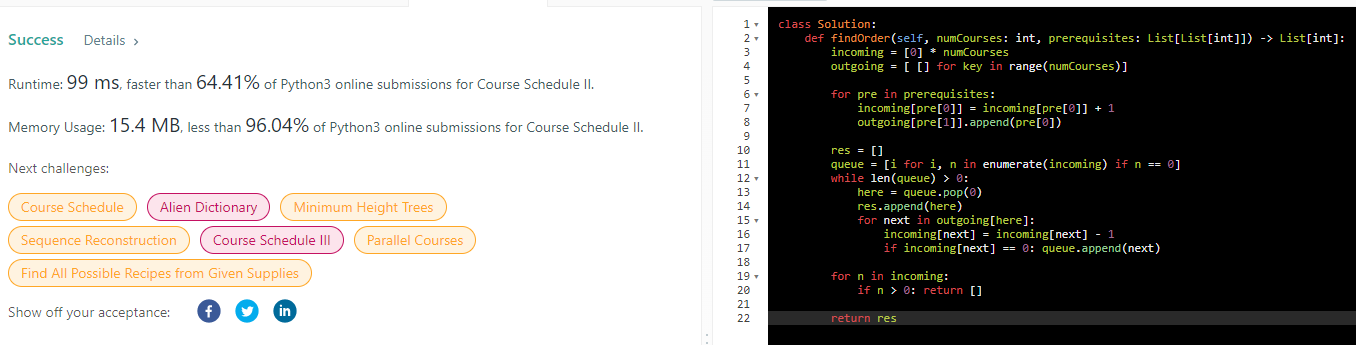 Success Details >
Runtime: 99 ms, faster than 64.41% of Python3 online submissions for Course Schedule II.
Memory Usage: 15.4 MB, less than 96.04% of Python3 online submissions for Course Schedule II.
Next challenges:
Course Schedule Alien Dictionary Minimum Height Trees
Sequence Reconstruction Course Schedule III Parallel Courses
Find All Possible Recipes from Given Supplies
Show off your acceptance:
1 class Solution:
2     def findOrder(self, numCourses: int, prerequisites: List[List[int]]) -> List[int]:
3         incoming = [0] * numCourses
4         outgoing = [ [] for key in range(numCourses)]
5
6         for pre in prerequisites:
7             incoming[pre[0]] = incoming[pre[0]] + 1
8             outgoing[pre[1]].append(pre[0])
9
10         res = []
11         queue = [i for i, n in enumerate(incoming) if n == 0]
12         while len(queue) > 0:
13             here = queue.pop(0)
14             res.append(here)
15             for next in outgoing[here]:
16                 incoming[next] = incoming[next] - 1
17                 if incoming[next] == 0: queue.append(next)
18
19         for n in incoming:
20             if n > 0: return []
21
22         return res